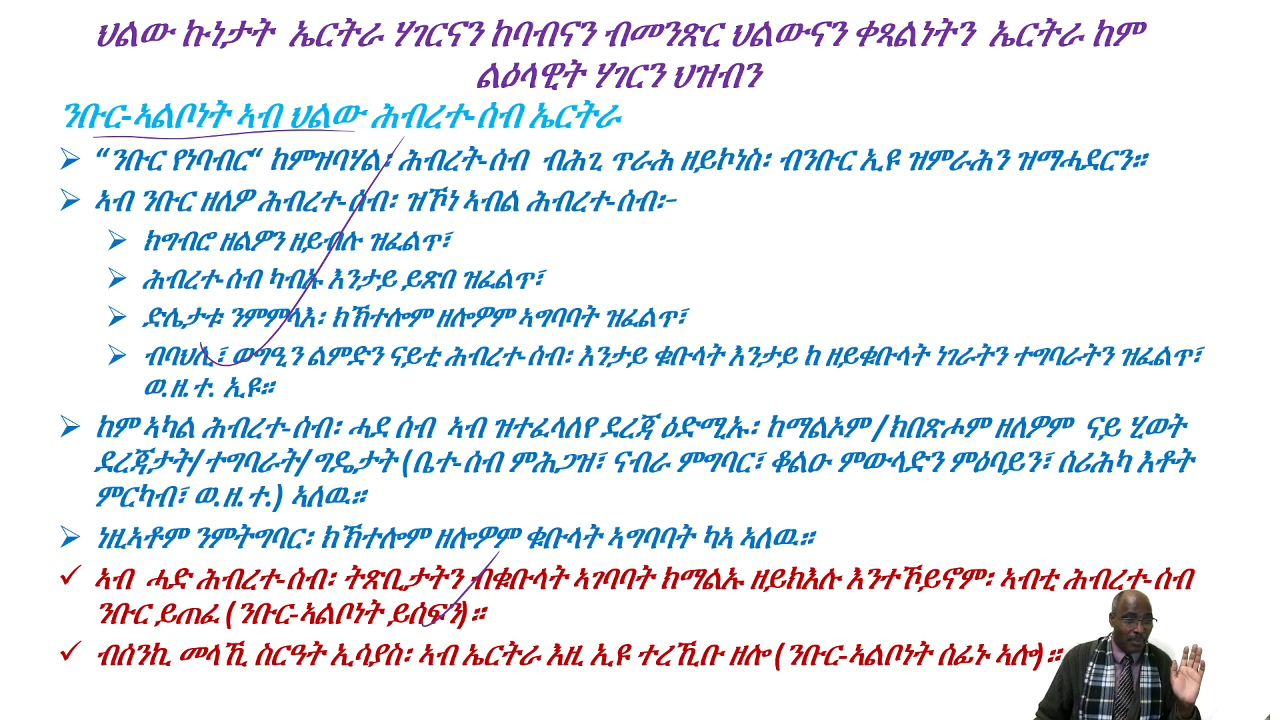 ህልው ኩነታት ኤርትራ ሃገርናን ከባብናን ብመንጽር ህልውናን ቀጻልነትን ኤርትራ ከም
ልዕላዊት ሃገርን ህዝብን
ንቡር-ኣልቦነት ኣብ ህልው ሕብረተ-ሰብ ኤርትራ
“ንቡር የነባብር“ ከምዝባሃል፡ ሕብረት-ሰብ ብሕጊ ጥራሕ ዘይኮነስ፡ ብንቡር ኢዩ ዝምራሕን ዝማሓደርን።
ኣብ ንቡር ዘለዎ ሕብረተ-ሰብ፡ ዝኾነ ኣብል ሕብረተ-ሰብ፦
ክግብሮ ዘልዎን ዘይብሉ ዝፈልጥ፣
ሕብረተ-ሰብ ካብኡ እንታይ ይጽበ ዝፈልጥ፣
ድሌታቱ ንምምላእ፡ ክኽተሎም ዘሎዎም ኣግባባት ዝፈልጥ፣
ብባህሊ፣ ወግዒን ልምድን ናይቲ ሕብረተ-ሰብ፡ እንታይ ቁቡላት እንታይ ከ ዘይቁቡላት ነገራትን ተግባራትን ዝፈልጥ፣
ወ.ዘ.ተ. ኢዩ።
ከም ኣካል ሕብረተ-ሰብ፡ ሓደ ሰብ ኣብ ዝተፈላለየ ደረጃ ዕድሚኡ፡ ከማልኦም/ክበጽሖም ዘለዎም ናይ ሂወት
ደረጃታት/ተግባራት/ግዴታት (ቤተ-ሰብ ምሕጋዝ፣ ናብራ ምግባር፣ ቆልዑ ምውላድን ምዕባይን፣ ሰሪሕካ እቶት
ምርካብ፣ ወ.ዘ.ተ.) ኣለዉ።
ነዚኣቶም ንምትግባር፡ ክኽተሎም ዘሎዎም ቁቡላት ኣግባባት ካኣ ኣለዉ።
ኣብ ሓድ ሕብረተ-ሰብ፡ ትጽቢታትን ብቁቡላት ኣገባባት ክማልኡ ዘይክእሉ እንተኾይኖም፡ ኣብቲ ሕብረተ-ሰብ
ንቡር ይጠፈ (ንቡር-ኣልቦነት ይሰፍን)።
ብሰንኪ መላኺ ስርዓት ኢሳያስ፡ ኣብ ኤርትራ እዚ ኢዩ ተረኺቡ ዘሎ (ንቡር-ኣልቦነት ሰፊኑ ኣሎ)።